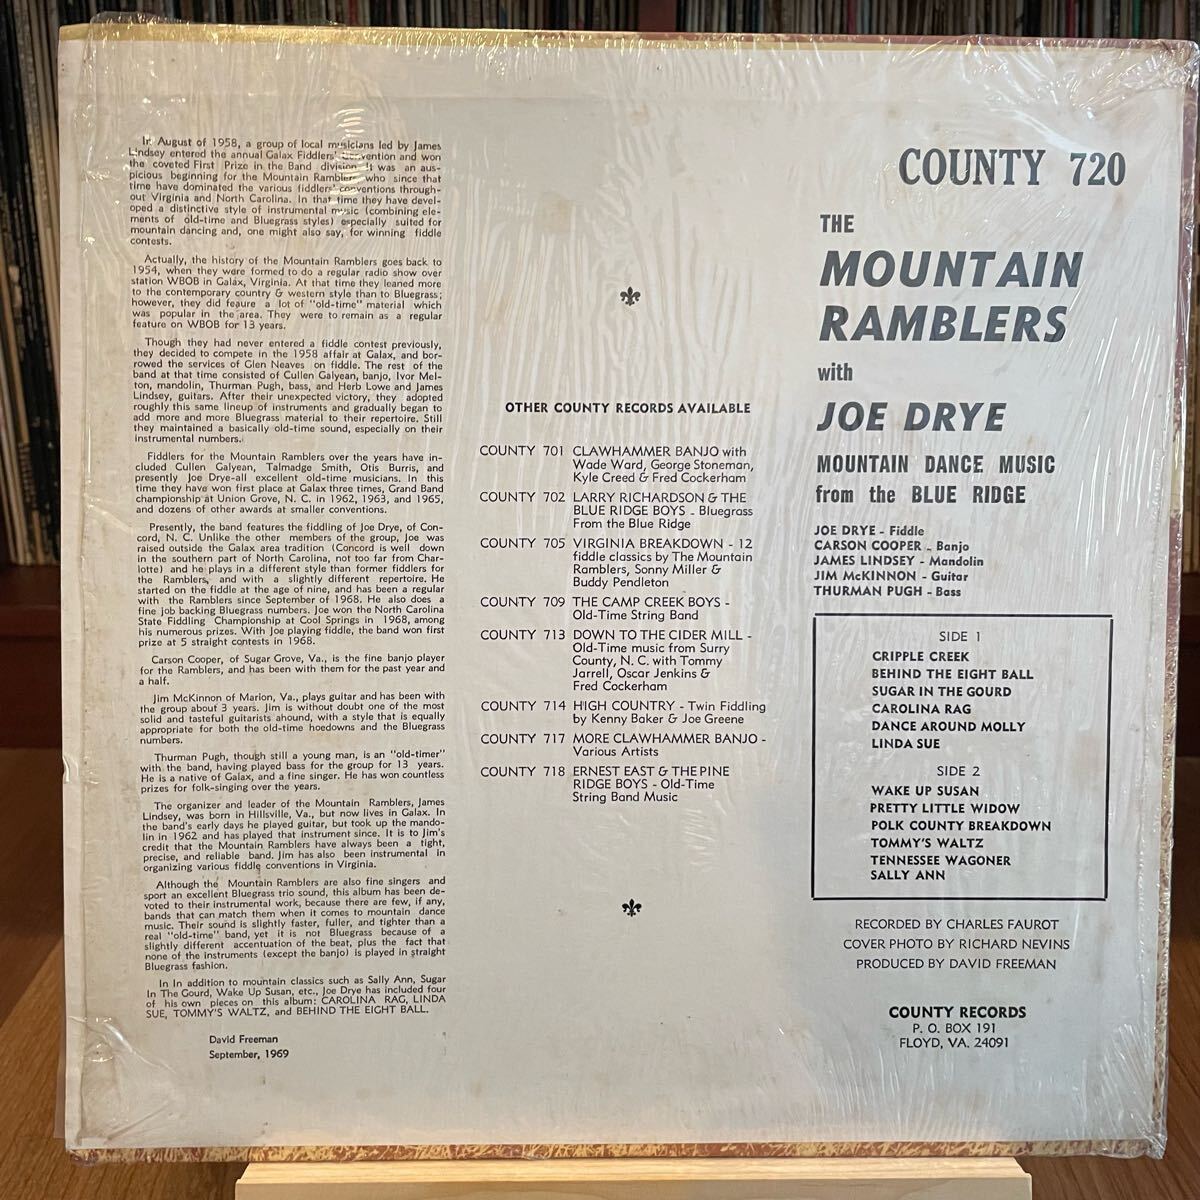 In August of 1958, a group of local musicians led by James
Lindsey entered the annual Galax Fiddlers' Convention and won
the coveted First Prize in the Band division. It was an aus-
picious beginning for the Mountain Ramblers who since that
time have dominated the various fiddlers' conventions through-
out Virginia and North Carolina. In that time they have devel-
oped a distinctive style of instrumental music (combining ele-
ments of old-time and Bluegrass styles) especially suited for
mountain dancing and, one might also say, for winning fiddle
contests.
Actually, the history of the Mountain Ramblers goes back to
1954, when they were formed to do a regular radio show over
station WBOB in Galax, Virginia. At that time they leaned more
to the contemporary country & western style than to Bluegrass;
however, they did feaure a lot of "old-time" material which
was popular in the area. They were to remain as a regular
feature on WBOB for 13 years.
Though they had never entered a fiddle contest previously,
they decided to compete in the 1958 affair at Galax, and bor-
rowed the services of Glen Neaves on fiddle. The rest of the
band at that time consisted of Cullen Galyean, banjo, Ivor Mel-
ton, mandolin, Thurman Pugh, bass, and Herb Lowe and James
Lindsey, guitars. After their unexpected victory, they adopted
roughly this same lineup of instruments and gradually began to
add more and more Bluegrass material to their repertoire. Still
they maintained a basically old-time sound, especially on their
instrumental numbers.
Fiddlers for the Mountain Ramblers over the years have in-
cluded Cullen Galyean, Talmadge Smith, Otis Burris, and
presently Joe Drye-all excellent old-time musicians. In this
time they have won first place at Galax three times, Grand Band
championship at Union Grove, N. C. in 1962, 1963, and 1965,
and dozens of other awards at smaller conventions.
Presently, the band features the fiddling of Joe Drye, of Con-
cord, N. C. Unlike the other members of the group, Joe was
raised outside the Galax area tradition (Concord is well down
in the southern part of North Carolina, not too far from Char-
lotte) and he plays in a different style than former fiddlers for
the Ramblers, and with a slightly different repertoire. He
started on the fiddle at the age of nine, and has been a regular
with the Ramblers since September of 1968. He also does a
fine job backing Bluegrass numbers. Joe won the North Carolina
State Fiddling Championship at Cool Springs in 1968, among
his numerous prizes. With Joe playing fiddle, the band won first
prize at 5 straight contests in 1968.
Carson Cooper, of Sugar Grove, Va., is the fine banjo player
for the Ramblers, and has been with them for the past year and
a half.
Jim McKinnon of Marion, Va., plays guitar and has been with
the group about 3 years. Jim is without doubt one of the most
solid and tasteful guitarists ahound, with a style that is equally
appropriate for both the old-time hoedowns and the Bluegrass
numbers.
Thurman Pugh, though still a young man, is an "old-timer"
with the band, having played bass for the group for 13 years.
He is a native of Galax, and a fine singer. He has won countless
prizes for folk-singing over the years.
The organizer and leader of the Mountain Ramblers, James
Lindsey, was born in Hillsville, Va., but now lives in Galax. In
the band's early days he played guitar, but took up the mando-
lin in 1962 and has played that instrument since. It is to Jim's
credit that the Mountain Ramblers have always been a tight,
precise, and reliable band. Jim has also been instrumental in
organizing various fiddle conventions in Virginia.
Although the Mountain Ramblers are also fine singers and
sport an excellent Bluegrass trio sound, this album has been de-
voted to their instrumental work, because there are few, if any,
bands that can match them when it comes to mountain dance
music. Their sound is slightly faster, fuller, and tighter than a
real "old-time" band, yet it is not Bluegrass because of a
slightly different accentuation of the beat, plus the fact that
none of the instruments (except the banjo) is played in straight
Bluegrass fashion.
In In addition to mountain classics such as Sally Ann, Sugar
In The Gourd, Wake Up Susan, etc., Joe Drye has included four
of his own pieces on this album: CAROLINA RAG, LINDA
SUE, TOMMY'S WALTZ, and BEHIND THE EIGHT BALL.
David Freeman
September, 1969
OTHER COUNTY RECORDS AVAILABLE
COUNTY 701 CLAWHAMMER BANJO with
Wade Ward, George Stoneman,
Kyle Creed & Fred Cockerham
COUNTY 702 LARRY RICHARDSON & THE
BLUE RIDGE BOYS - Bluegrass
From the Blue Ridge
COUNTY 705 VIRGINIA BREAKDOWN - 12
fiddle classics by The Mountain
Ramblers, Sonny Miller &
Buddy Pendleton
COUNTY 709 THE CAMP CREEK BOYS -
Old-Time String Band
COUNTY 713 DOWN TO THE CIDER MILL -
Old-Time music from Surry
County, N. C. with Tommy
Jarrell, Oscar Jenkins &
Fred Cockerham
COUNTY 714 HIGH COUNTRY - Twin Fiddling
by Kenny Baker & Joe Greene
COUNTY 717 MORE CLAWHAMMER BANJO -
Various Artists
COUNTY 718 ERNEST EAST & THE PINE
RIDGE BOYS - Old-Time
String Band Music
COUNTY 720
THE
MOUNTAIN
RAMBLERS
with
JOE DRYE
MOUNTAIN DANCE MUSIC
from the BLUE RIDGE
JOE DRYE - Fiddle
CARSON COOPER - Banjo
JAMES LINDSEY - Mandolin
JIM McKINNON - Guitar
THURMAN PUGH - Bass
SIDE 1
CRIPPLE CREEK
BEHIND THE EIGHT BALL
SUGAR IN THE GOURD
CAROLINA RAG
DANCE AROUND MOLLY
LINDA SUE
SIDE 2
WAKE UP SUSAN
PRETTY LITTLE WIDOW
POLK COUNTY BREAKDOWN
TOMMY'S WALTZ
TENNESSEE WAGONER
SALLY ANN
RECORDED BY CHARLES FAUROT
COVER PHOTO BY RICHARD NEVINS
PRODUCED BY DAVID FREEMAN
COUNTY RECORDS
P. O. BOX 191
FLOYD, VA. 24091